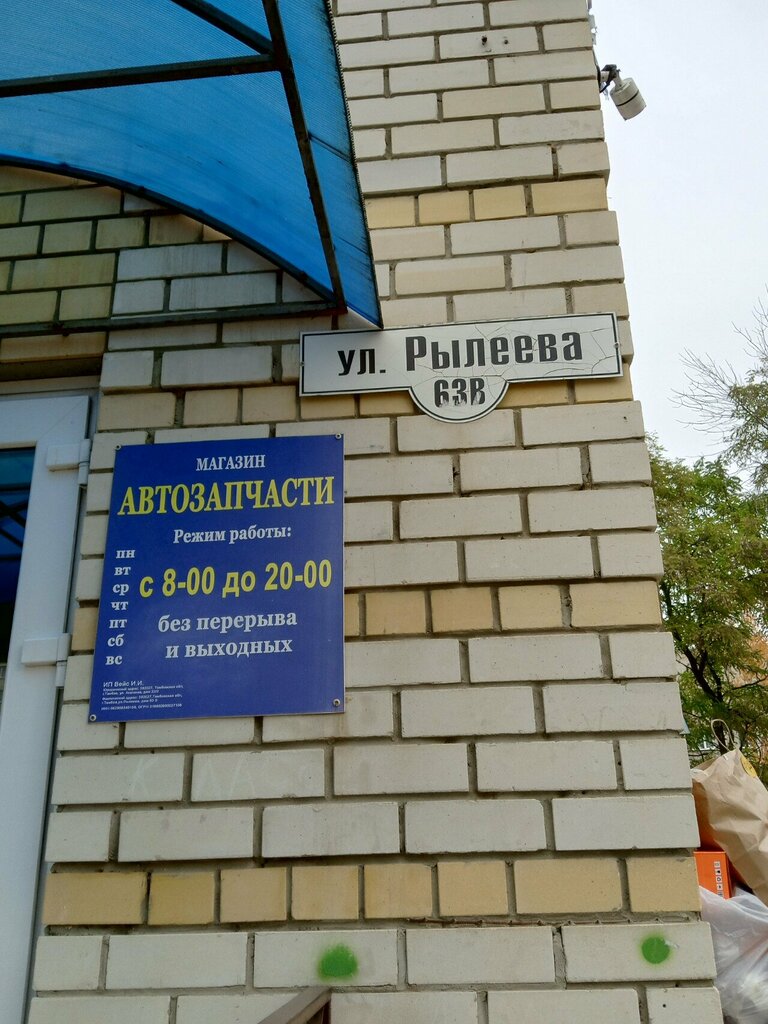 ул. Рылеева
63В
МАГАЗИН
АВТОЗАПЧАСТИ
Режим работы:
пн
вт
ср
чт
пт
сб
вс
с 8-00 до 20-00
без перерыва
и выходных
ИП Вейс И.И.